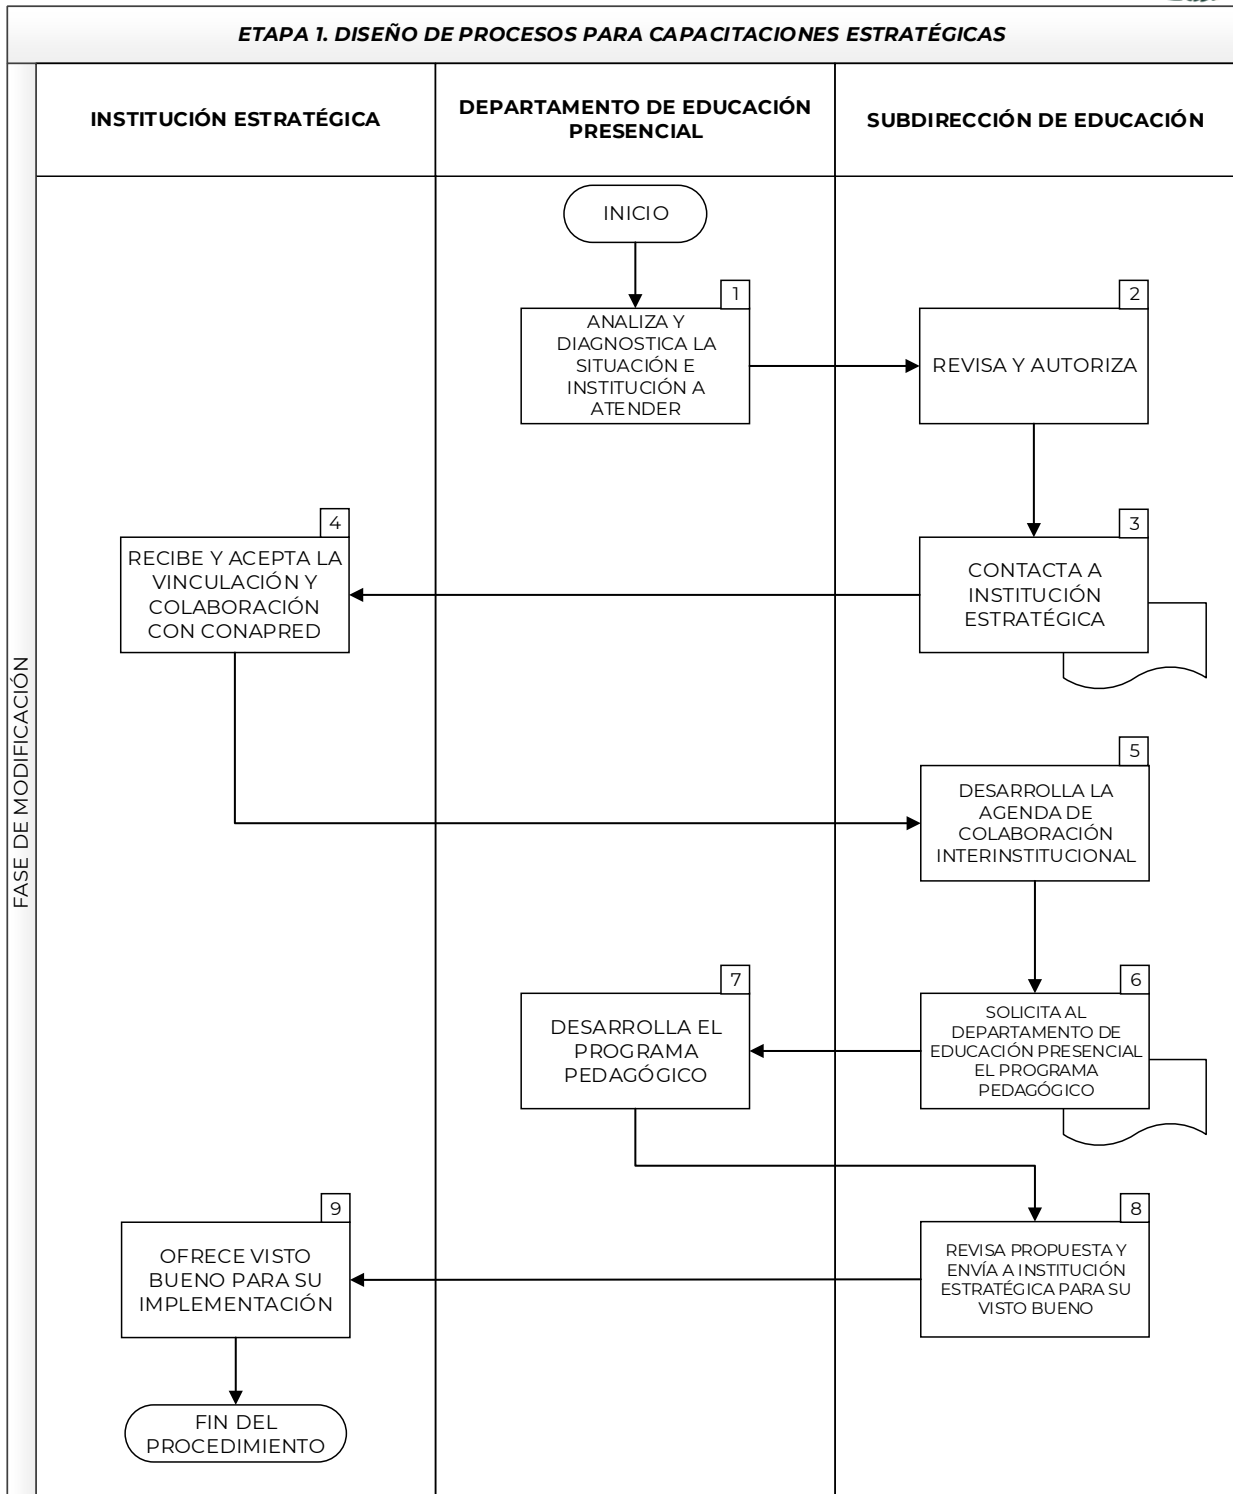 ETAPA 1. DISEÑO DE PROCESOS PARA CAPACITACIONES ESTRATÉGICAS
INSTITUCIÓN ESTRATÉGICA
DEPARTAMENTO DE EDUCACIÓN
PRESENCIAL
SUBDIRECCIÓN DE EDUCACIÓN
FASE DE MODIFICACIÓN
INICIO
1
ANALIZA Y
DIAGNOSTICA LA
SITUACIÓN E
INSTITUCIÓN A
ATENDER
2
REVISA Y AUTORIZA
3
CONTACTA A
INSTITUCIÓN
ESTRATÉGICA
4
RECIBE Y ACEPTA LA
VINCULACIÓN Y
COLABORACIÓN
CON CONAPRED
5
DESARROLLA LA
AGENDA DE
COLABORACIÓN
INTERINSTITUCIONAL
6
SOLICITA AL
DEPARTAMENTO DE
EDUCACIÓN PRESENCIAL
EL PROGRAMA
PEDAGÓGICO
7
DESARROLLA EL
PROGRAMA
PEDAGÓGICO
8
REVISA PROPUESTA Y
ENVÍA A INSTITUCIÓN
ESTRATÉGICA PARA SU
VISTO BUENO
9
OFRECE VISTO
BUENO PARA SU
IMPLEMENTACIÓN
FIN DEL
PROCEDIMIENTO